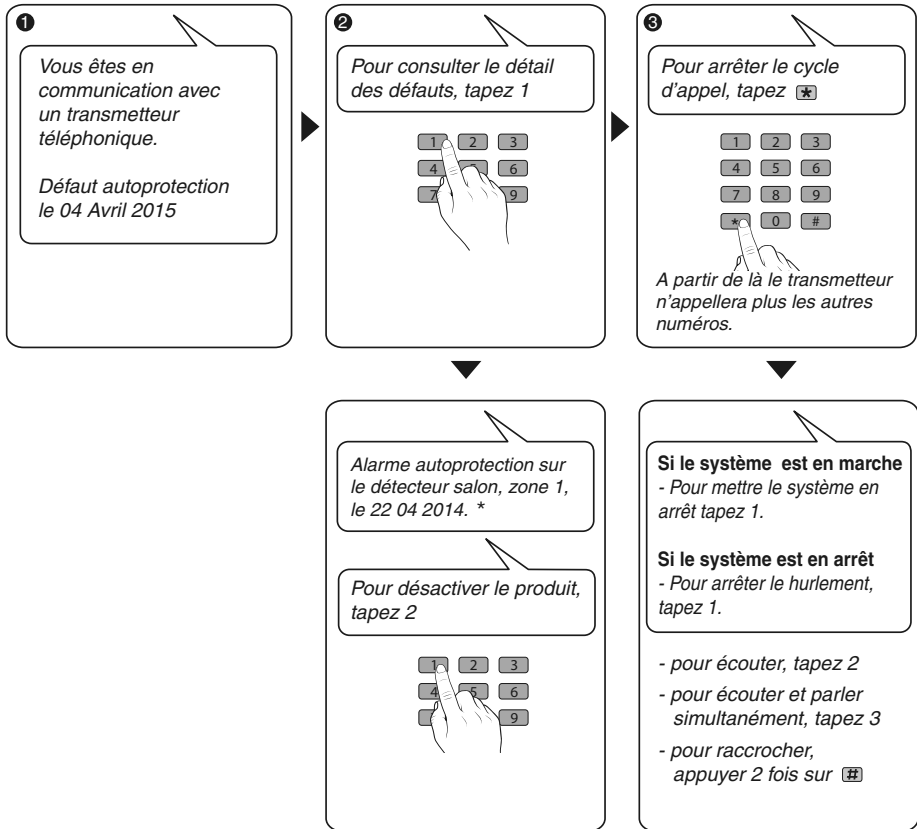 ❶
Vous êtes en
communication avec
un transmetteur
téléphonique.
Défaut autoprotection
le 04 Avril 2015
❷
Pour consulter le détail
des défauts, tapez 1
1 2 3
4 5 6
7 9
❸
Pour arrêter le cycle
d'appel, tapez *
1 2 3
4 5 6
7 8 9
* 0 #
A partir de là le transmetteur
n'appellera plus les autres
numéros.
Alarme autoprotection sur
le détecteur salon, zone 1,
le 22 04 2014. *
Pour désactiver le produit,
tapez 2
1 2 3
4 5 6
9
Si le système est en marche
- Pour mettre le système en
arrêt tapez 1.
Si le système est en arrêt
- Pour arrêter le hurlement,
tapez 1.
- pour écouter, tapez 2
- pour écouter et parler
simultanément, tapez 3
- pour raccrocher,
appuyer 2 fois sur #